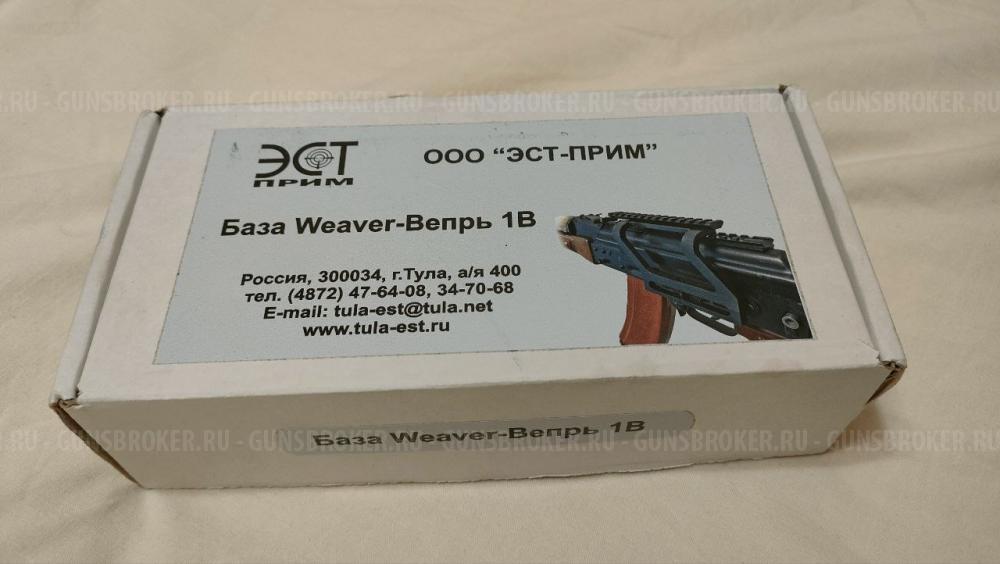 RU - GUNSBROKER.RU - GUNSBROKER.RU - GUNSBROKER.RU - GUNSBROKER.RU
ЭСТ
ПРИМ
ООО “ЭСТ-ПРИМ”
База Weaver-Вепрь 1В
Россия, 300034, г.Тула, а/я 400
тел. (4872) 47-64-08, 34-70-68
E-mail: tula-est@tula.net
www.tula-est.ru
База Weaver-Вепрь 1В
RU - GUNSBROKER.RU - GUNSBROKER.RU - GUNSBROKER.RU - GUNSBROKER.RU